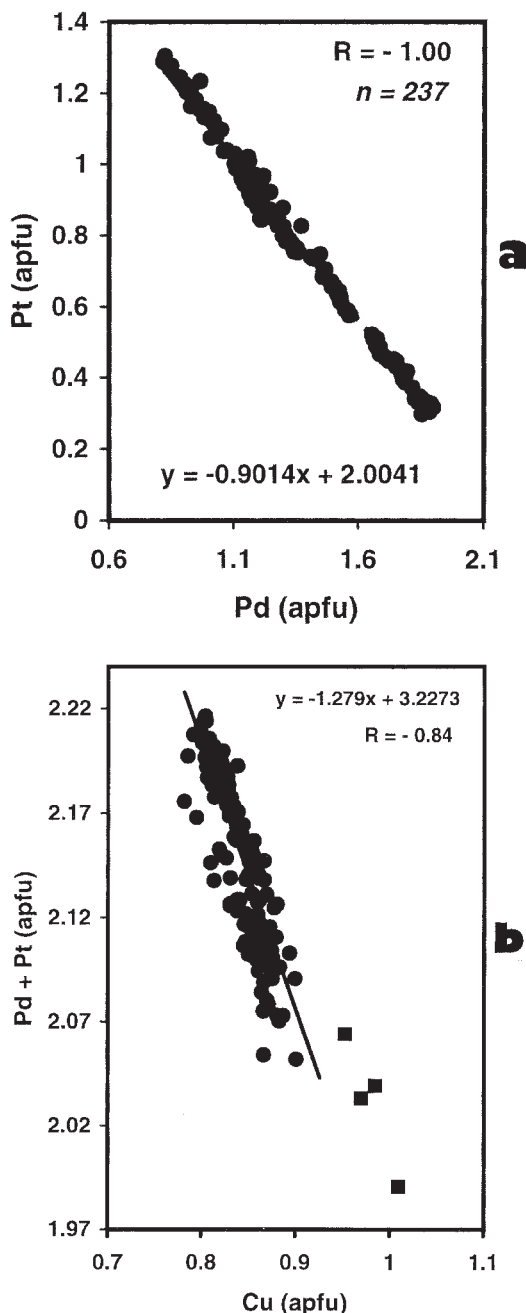 1.4
R = - 1.00
1.2
n = 237
1
0.8
Pt (apfu)
a
0.6
0.4
0.2
y = -0.9014x + 2.0041
0
0.6 1.1 1.6 2.1
Pd (apfu)
2.22
y = -1.279x + 3.2273
R = - 0.84
2.17
2.12
Pd + Pt (apfu)
b
2.07
2.02
1.97
0.7 0.8 0.9 1 1.1
Cu (apfu)